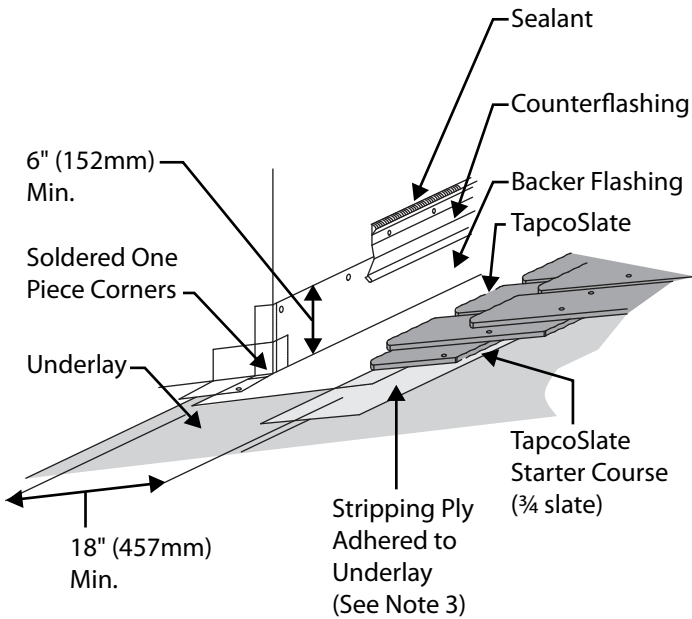 Sealant
Counterflashing
6" (152mm)
Min.
Backer Flashing
TapcoSlate
Soldered One
Piece Corners
Underlay
TapcoSlate
Starter Course
(¾ slate)
Stripping Ply
Adhered to
Underlay
(See Note 3)
18" (457mm)
Min.